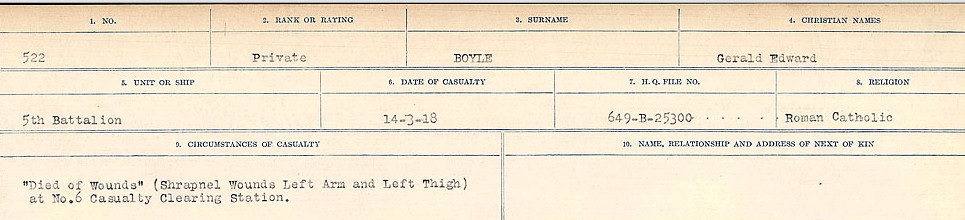 1. NO.
2. RANK OR RATING
3. SURNAME
4. CHRISTIAN NAMES
522
Private
BOYLE
Gerald Edward
5. UNIT OR SHIP
6. DATE OF CASUALTY
7. H. Q. FILE NO.
8. RELIGION
5th Battalion
14-3-18
649-B-25300 · · · · ·
Roman Catholic
9. CIRCUMSTANCES OF CASUALTY
10. NAME, RELATIONSHIP AND ADDRESS OF NEXT OF KIN
"Died of Wounds" (Shrapnel Wounds Left Arm and Left Thigh)
at No.6 Casualty Clearing Station.